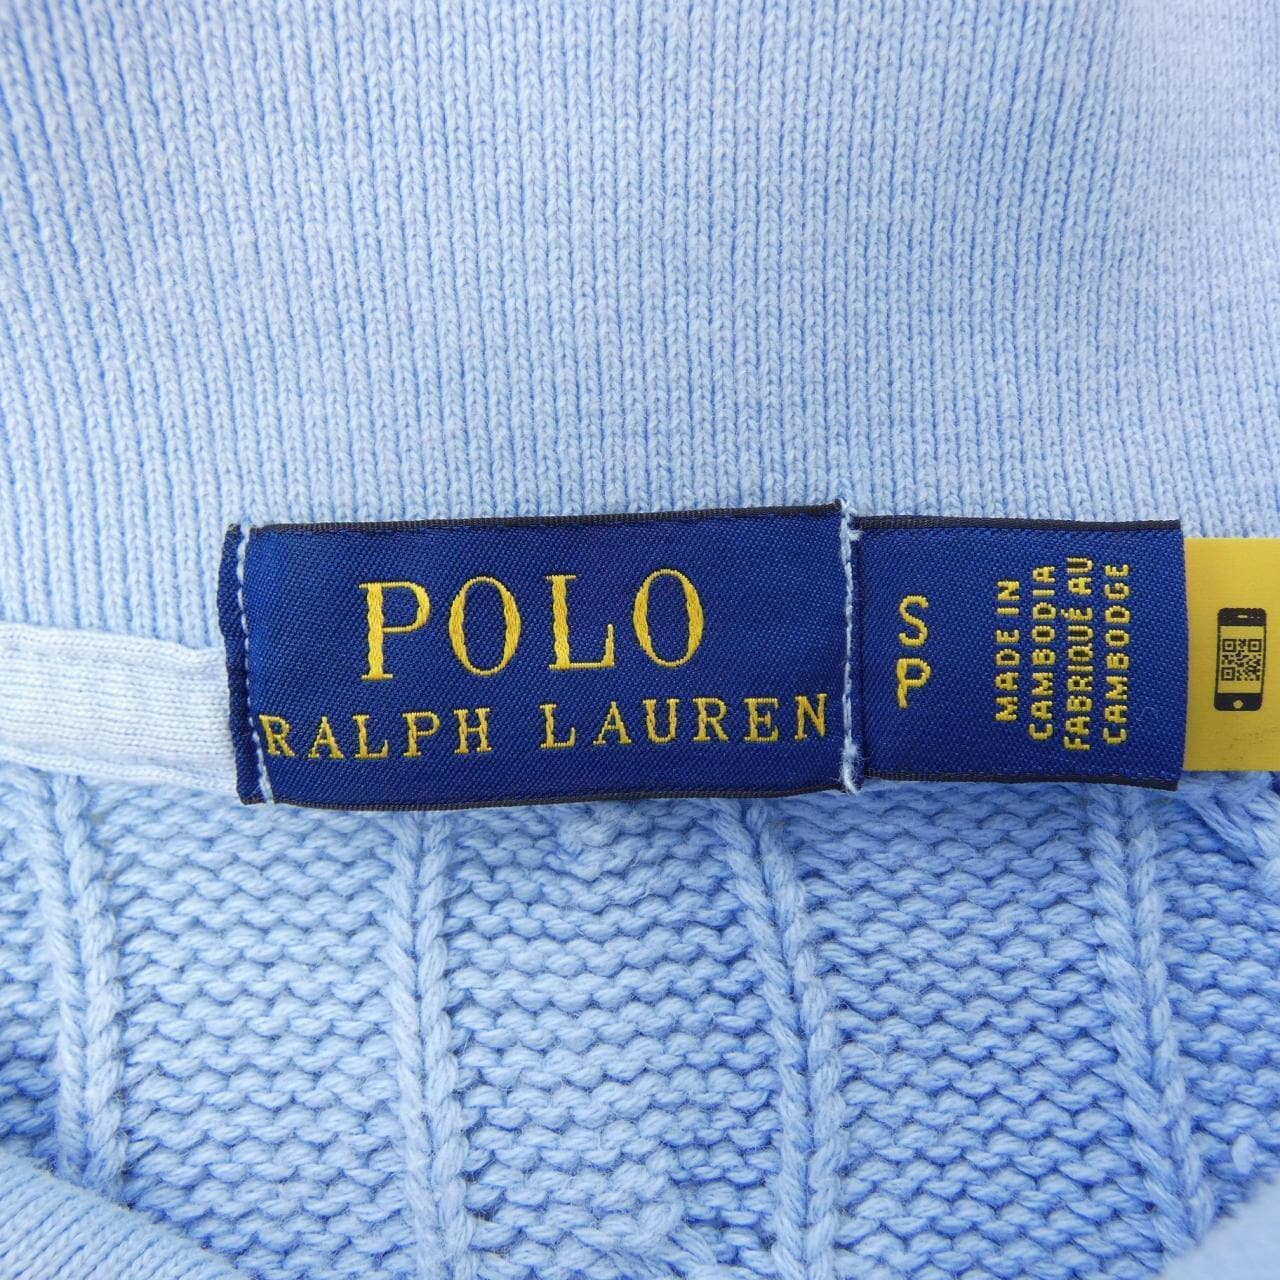 POLO
RALPH LAUREN
S
P
MADE IN
CAMBODIA
FABRIQUÉ AU
CAMBODGE